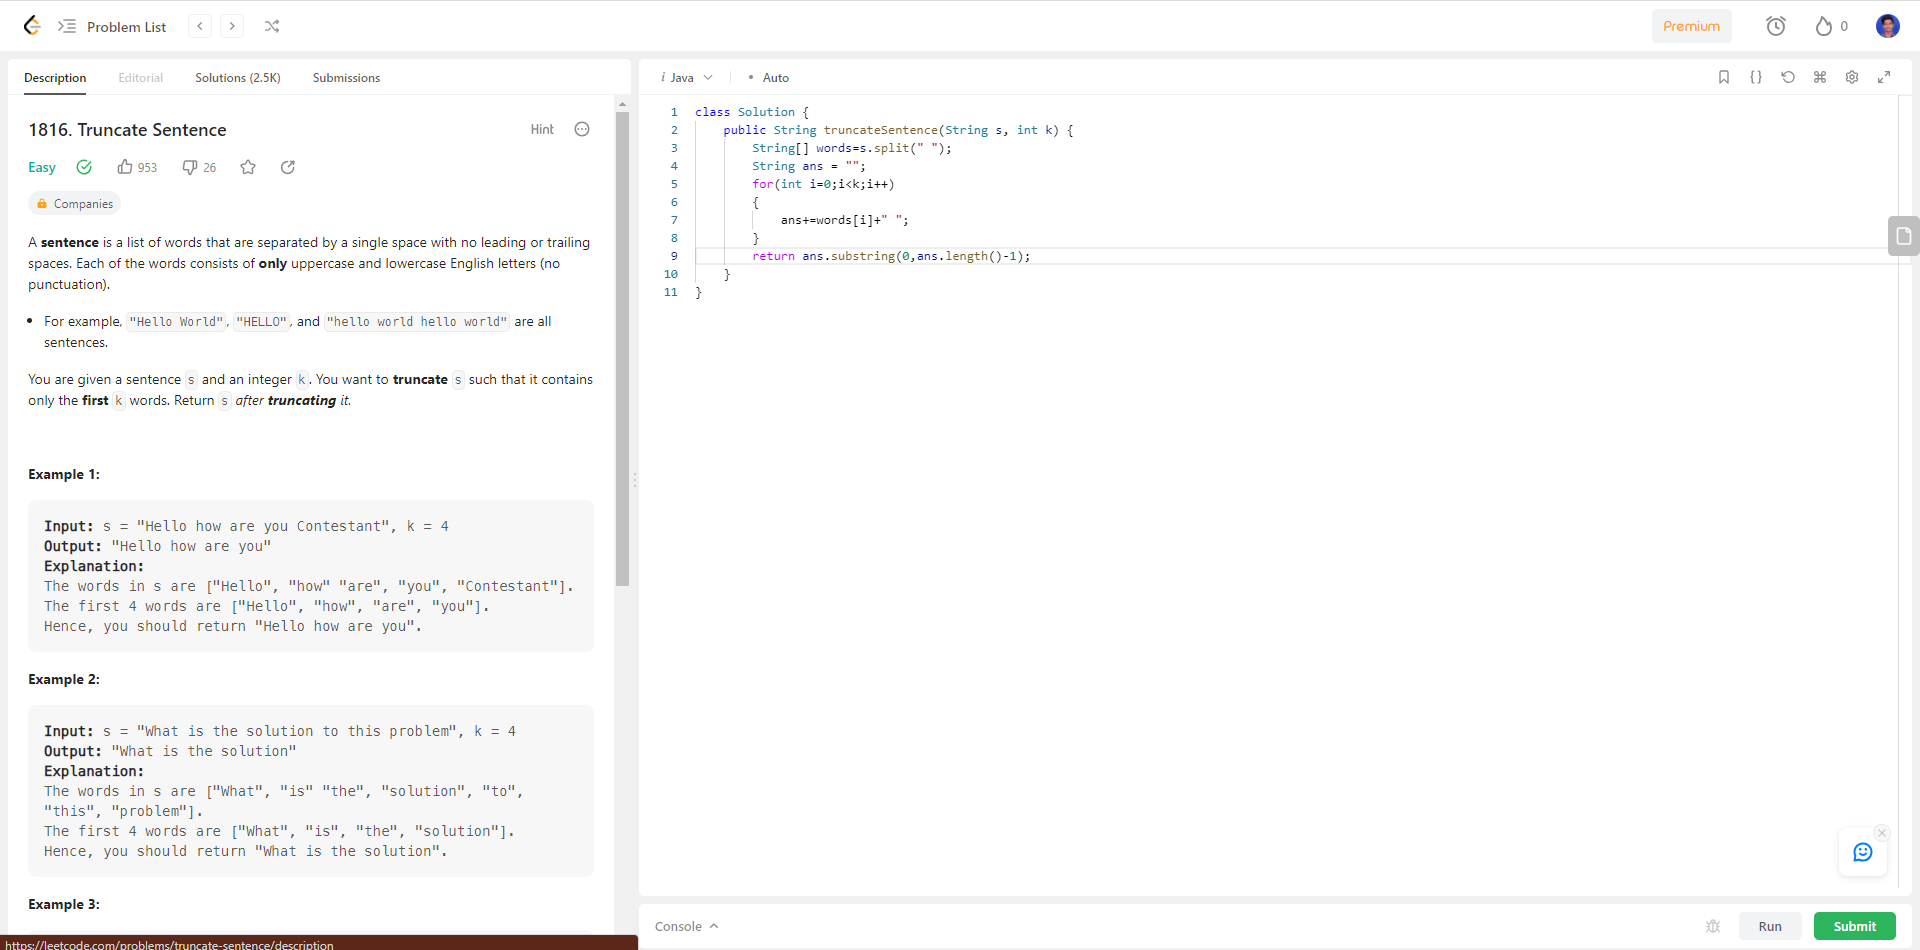 Problem List
Premium
0
Description Editorial Solutions (2.5K) Submissions
1816. Truncate Sentence
Hint
Easy 953 26
Companies
A sentence is a list of words that are separated by a single space with no leading or trailing
spaces. Each of the words consists of only uppercase and lowercase English letters (no
punctuation).
• For example, "Hello World", "HELLO", and "hello world hello world" are all
sentences.
You are given a sentence s and an integer k. You want to truncate s such that it contains
only the first k words. Return s after truncating it.
Example 1:
Input: s = "Hello how are you Contestant", k = 4
Output: "Hello how are you"
Explanation:
The words in s are ["Hello", "how" "are", "you", "Contestant"].
The first 4 words are ["Hello", "how", "are", "you"].
Hence, you should return "Hello how are you".
Example 2:
Input: s = "What is the solution to this problem", k = 4
Output: "What is the solution"
Explanation:
The words in s are ["What", "is" "the", "solution", "to",
"this", "problem"].
The first 4 words are ["What", "is", "the", "solution"].
Hence, you should return "What is the solution".
Example 3:
https://leetcode.com/problems/truncate-sentence/description
i Java • Auto
1 class Solution {
2 public String truncateSentence(String s, int k) {
3 String[] words=s.split(" ");
4 String ans = "";
5 for(int i=0;i<k;i++)
6 {
7 ans+=words[i]+" ";
8 }
9 return ans.substring(0,ans.length()-1);
10 }
11 }
Console
Run
Submit